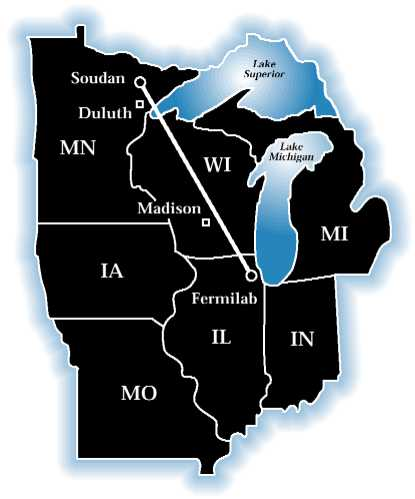 Lake
Superior
Soudan
Duluth
MN
Lake
Michigan
WI
Madison
MI
IA
Fermilab
IL
IN
MO